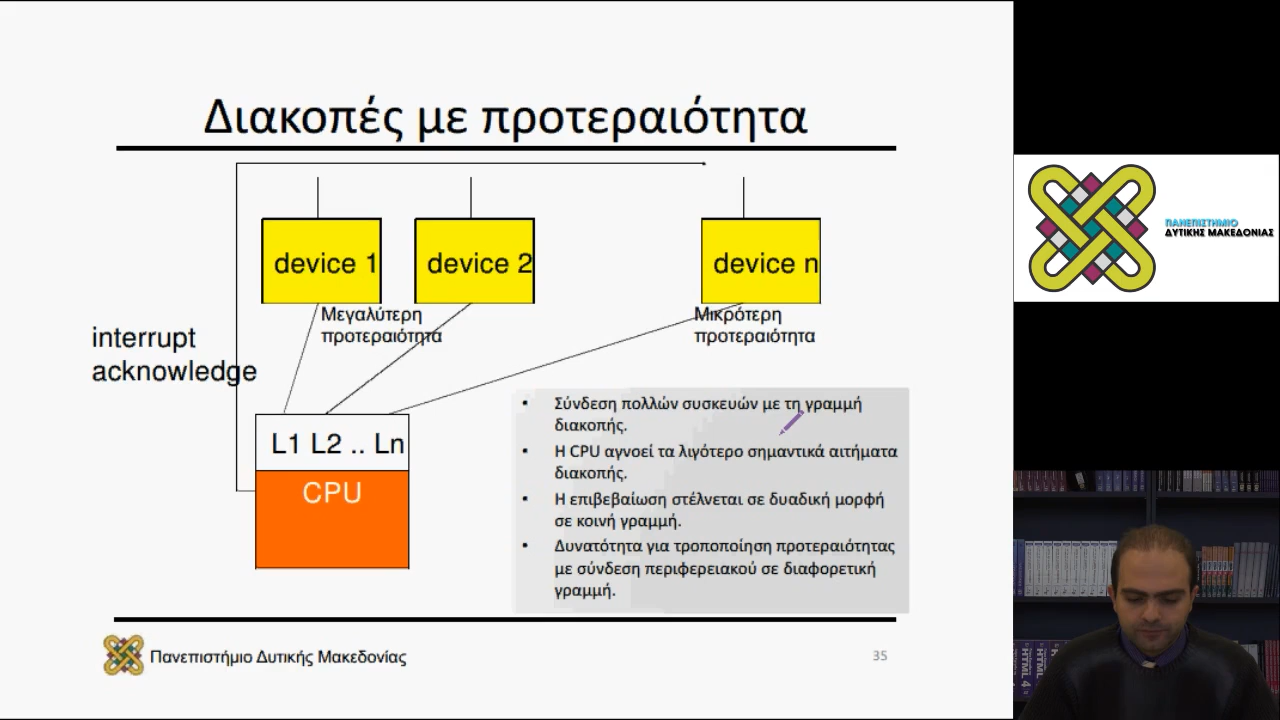 Διακοπές με προτεραιότητα
device 1
device 2
device n
Μεγαλύτερη
προτεραιότητα
Μικρότερη
προτεραιότητα
interrupt
acknowledge
L1 L2 .. Ln
CPU
• Σύνδεση πολλών συσκευών με τη γραμμή
διακοπής.
• Η CPU αγνοεί τα λιγότερο σημαντικά αιτήματα
διακοπής.
• Η επιβεβαίωση στέλνεται σε δυαδική μορφή
σε κοινή γραμμή.
• Δυνατότητα για τροποποίηση προτεραιότητας
με σύνδεση περιφερειακού σε διαφορετική
γραμμή.
Πανεπιστήμιο Δυτικής Μακεδονίας
35
ΠΑΝΕΠΙΣΤΗΜΙΟ
ΔΥΤΙΚΗΣ ΜΑΚΕΔΟΝΙΑΣ
HTML 4
HTML